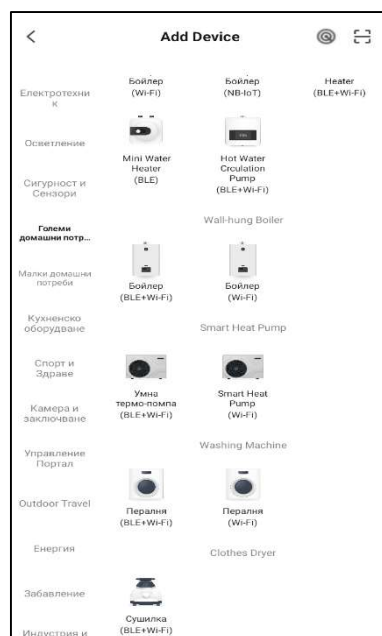 Add Device
Електротехни
к
Осветление
Сигурност и
Сензори
Големи
домашни потр...
Малки домашни
потреби
Кухненско
оборудване
Спорт и
Здраве
Камера и
заключване
Управление
Портал
Outdoor Travel
Енергия
Забавление
Индустрия и
Бойлер
(Wi-Fi)
Бойлер
(NB-IoT)
Heater
(BLE+Wi-Fi)
Mini Water
Heater
(BLE)
Hot Water
Crculation
Pump
(BLE+Wi-Fi)
Wall-hung Boiler
Бойлер
(BLE+Wi-Fi)
Бойлер
(Wi-Fi)
Smart Heat Pump
Умна
термо-помпа
(BLE+Wi-Fi)
Smart Heat
Pump
(Wi-Fi)
Washing Machine
Пералня
(BLE+Wi-Fi)
Пералня
(Wi-Fi)
Clothes Dryer
Сушилка
(BLE+Wi-Fi)